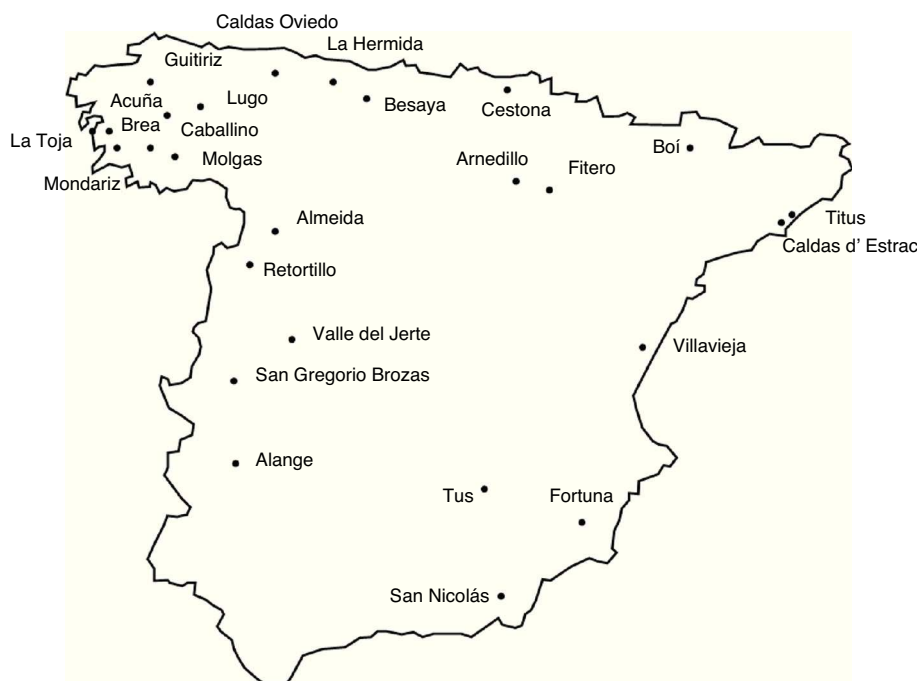 Caldas Oviedo
La Hermida
Guitiriz
Acuña
Lugo
Besaya
Cestona
La Toja
Brea
Caballino
Molgas
Boí
Arnedillo
Fitero
Mondariz
Almeida
Titus
Caldas d' Estrac
Retortillo
Valle del Jerte
Villavieja
San Gregorio Brozas
Alange
Tus
Fortuna
San Nicolás